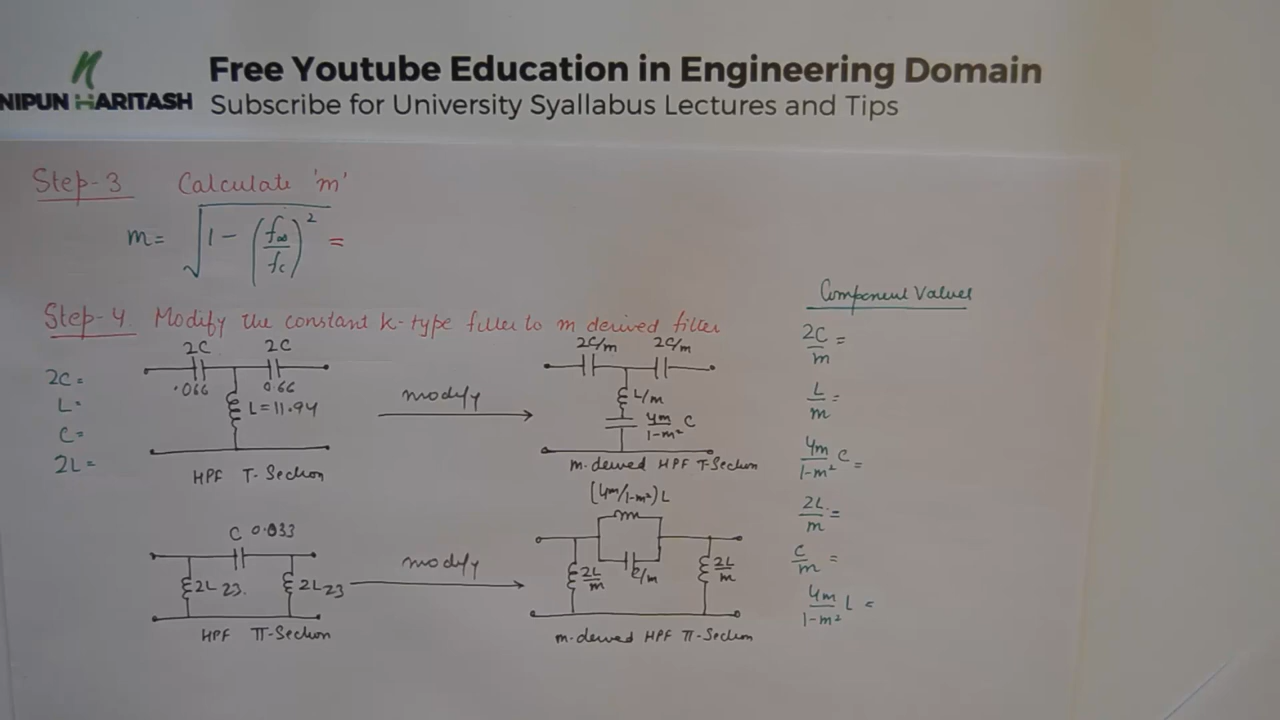 n
NIPUN HARITASH
Free Youtube Education in Engineering Domain
Subscribe for University Syallabus Lectures and Tips
Step-3 Calculate 'm'
m = √(1 - (f∞/fc)²) =
Step-4. Modify the constant k-type filter to m derived filter
Component Values
2C 2C
.066 0.66
L = 11.94
2C =
L =
C =
2L =
HPF T-Section
modify
2C/m 2C/m
L/m
4m/1-m² C
m-derived HPF T-Section
C 0.033
2L 23. 2L 23
HPF π-Section
modify
(4m/1-m²)L
2L/m C/m 2L/m
m-derived HPF π-Section
2C/m =
L/m =
4m/1-m² C =
2L/m =
C/m =
4m/1-m² L =